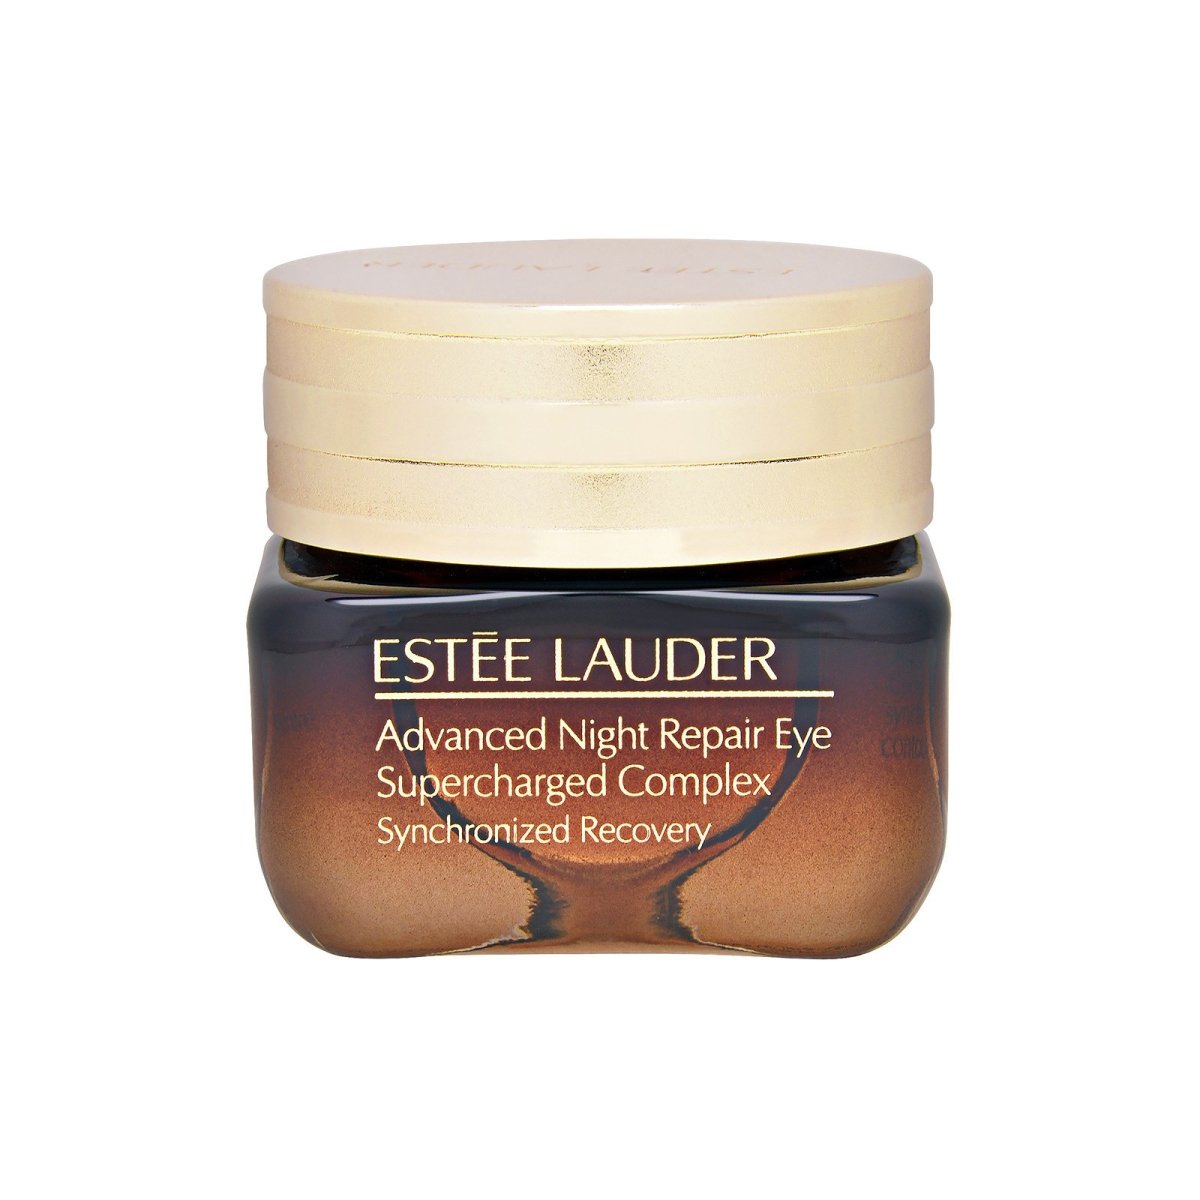 ESTĒE LAUDER
Advanced Night Repair Eye
Supercharged Complex
Synchronized Recovery